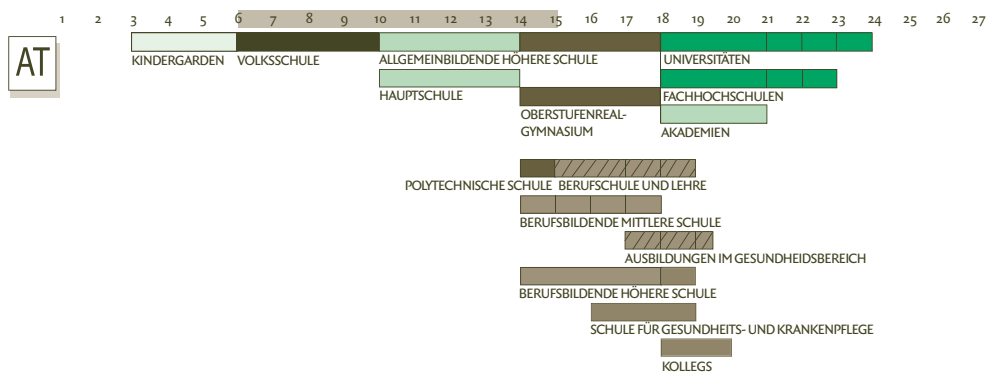 1 2 3 4 5 6 7 8 9 10 11 12 13 14 15 16 17 18 19 20 21 22 23 24 25 26 27
AT
KINDERGARDEN VOLKSSCHULE ALLGEMEINBILDENDE HÖHERE SCHULE UNIVERSITÄTEN
HAUPTSCHULE FACHHOCHSCHULEN
OBERSTUFENREAL-
GYMNASIUM
AKADEMIEN
POLYTECHNISCHE SCHULE BERUFSCHULE UND LEHRE
BERUFSBILDENDE MITTLERE SCHULE
AUSBILDUNGEN IM GESUNDHEIDSBEREICH
BERUFSBILDENDE HÖHERE SCHULE
SCHULE FÜR GESUNDHEITS- UND KRANKENPFLEGE
KOLLEGS